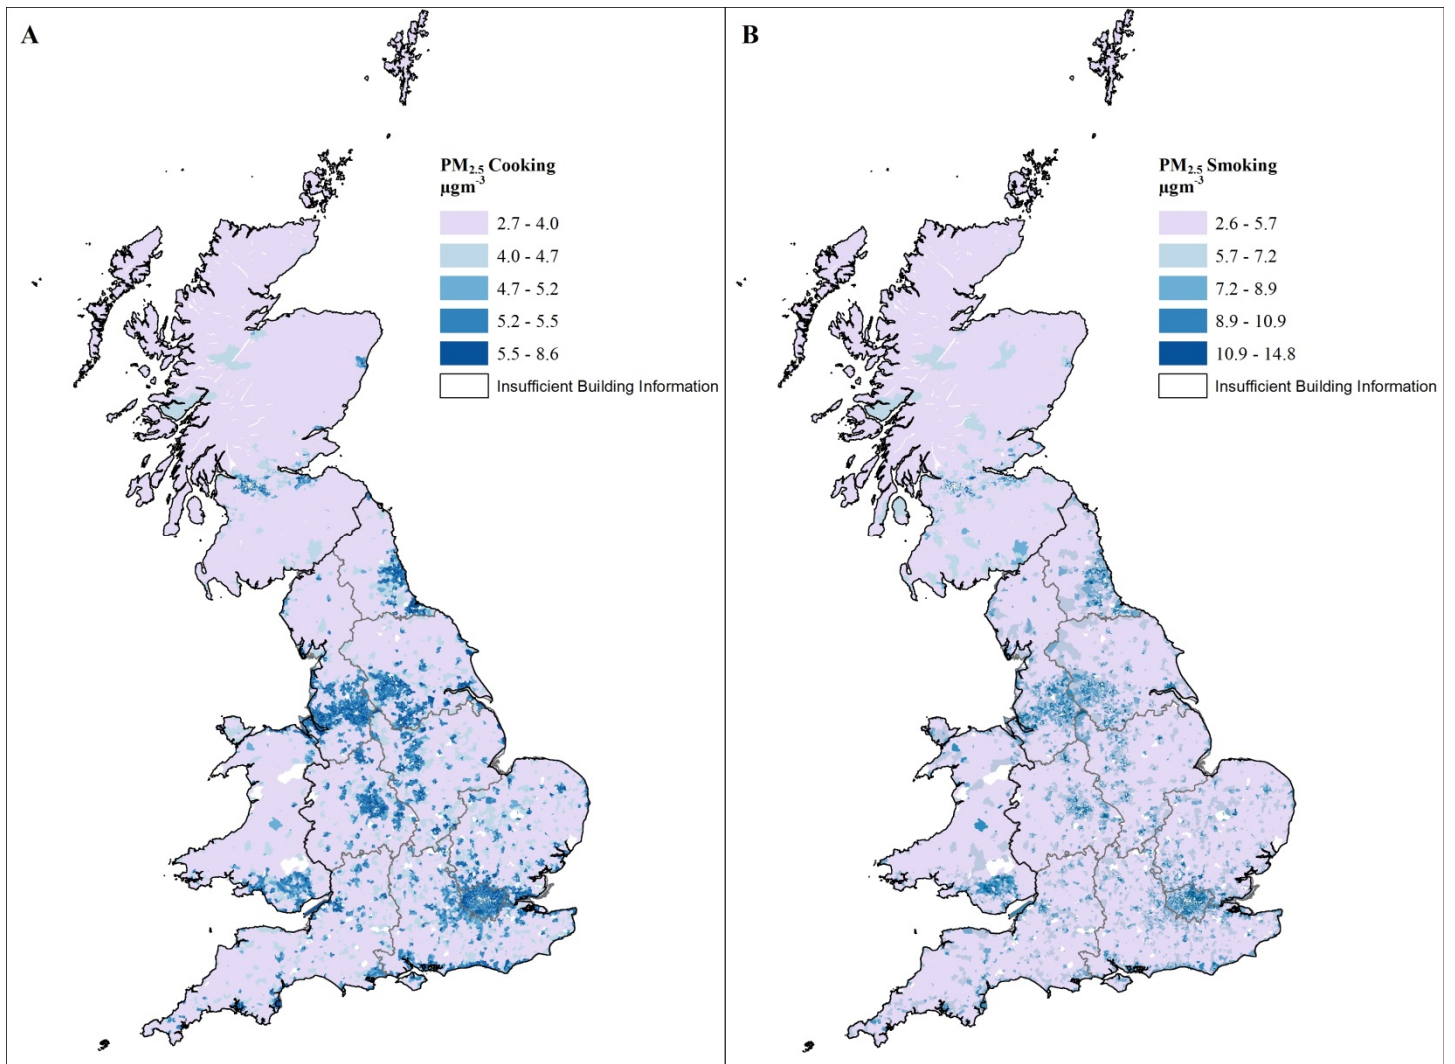 A
PM₂.₅ Cooking
µgm⁻³
2.7 - 4.0
4.0 - 4.7
4.7 - 5.2
5.2 - 5.5
5.5 - 8.6
Insufficient Building Information
B
PM₂.₅ Smoking
µgm⁻³
2.6 - 5.7
5.7 - 7.2
7.2 - 8.9
8.9 - 10.9
10.9 - 14.8
Insufficient Building Information